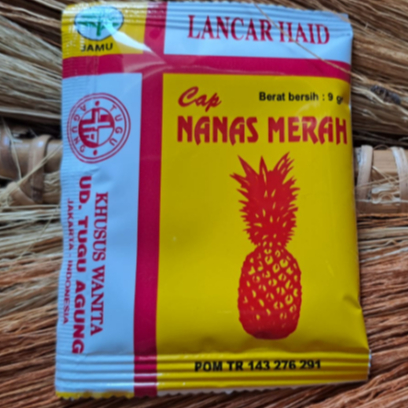 JAMU
LANCAR HAID
Cap
Berat bersih : 9 gr
NANAS MERAH
TUGU
AGUNG
KHUSUS WANITA
UD. TUGU AGUNG
JAKARTA - INDONESIA
POM TR 143 276 291